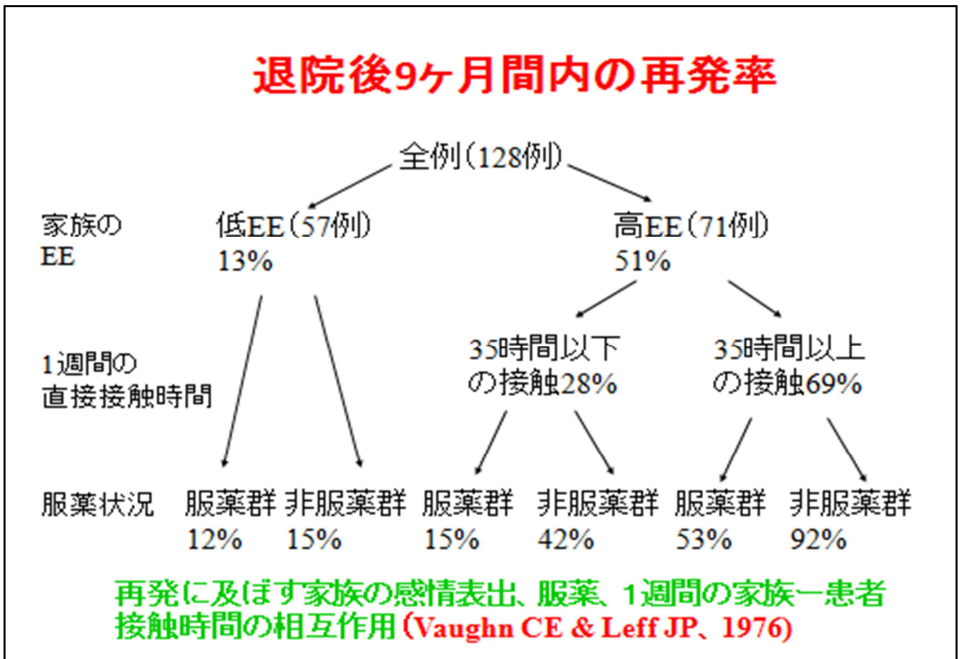 退院後9ヶ月間内の再発率
全例(128例)
家族の
EE
低EE(57例)
13%
高EE(71例)
51%
1週間の
直接接触時間
35時間以下
の接触28%
35時間以上
の接触69%
服薬状況
服薬群 非服薬群 服薬群 非服薬群 服薬群 非服薬群
12% 15% 15% 42% 53% 92%
再発に及ぼす家族の感情表出、服薬、1週間の家族ー患者
接触時間の相互作用(Vaughn CE & Leff JP、1976)